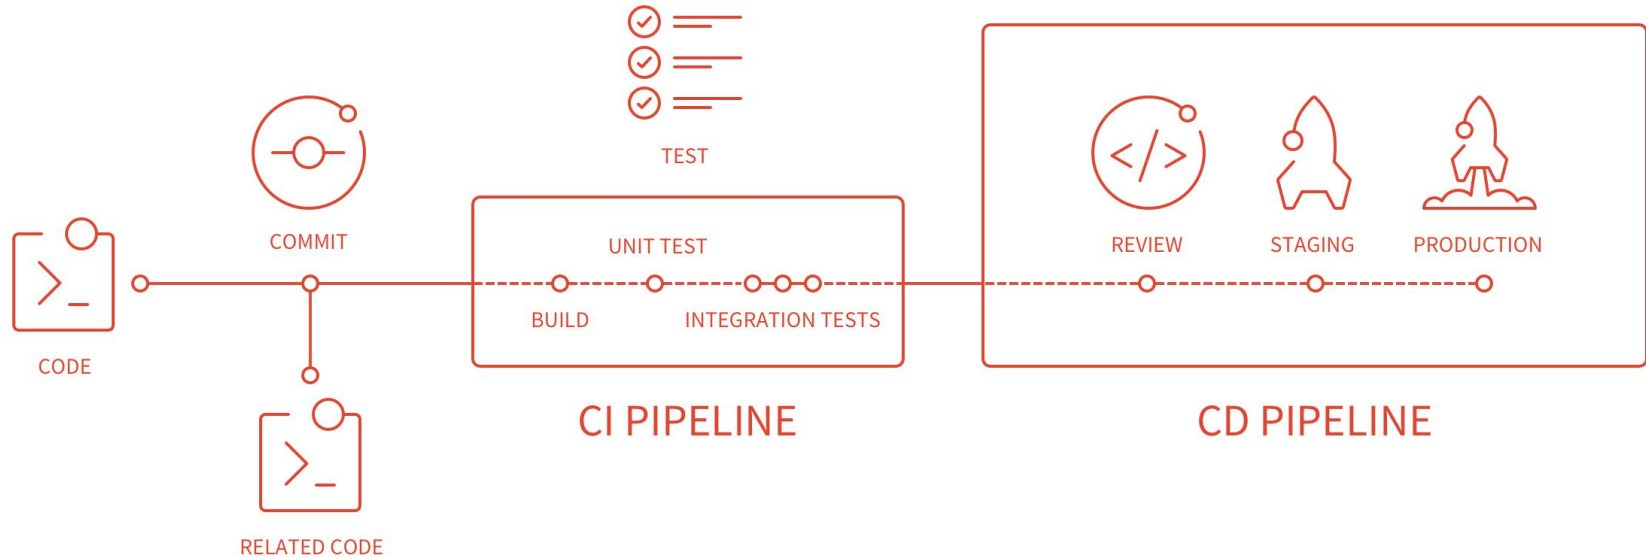 TEST
COMMIT
UNIT TEST
REVIEW
STAGING
PRODUCTION
BUILD
INTEGRATION TESTS
CODE
CI PIPELINE
CD PIPELINE
RELATED CODE